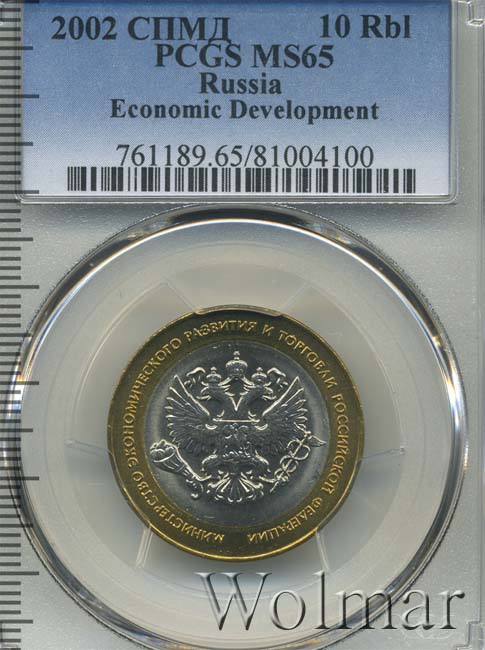 2002 СПМД 10 Rbl
PCGS MS65
Russia
Economic Development
761189.65/81004100
МИНИСТЕРСТВО ЭКОНОМИЧЕСКОГО РАЗВИТИЯ И ТОРГОВЛИ РОССИЙСКОЙ ФЕДЕРАЦИИ
Wolmar